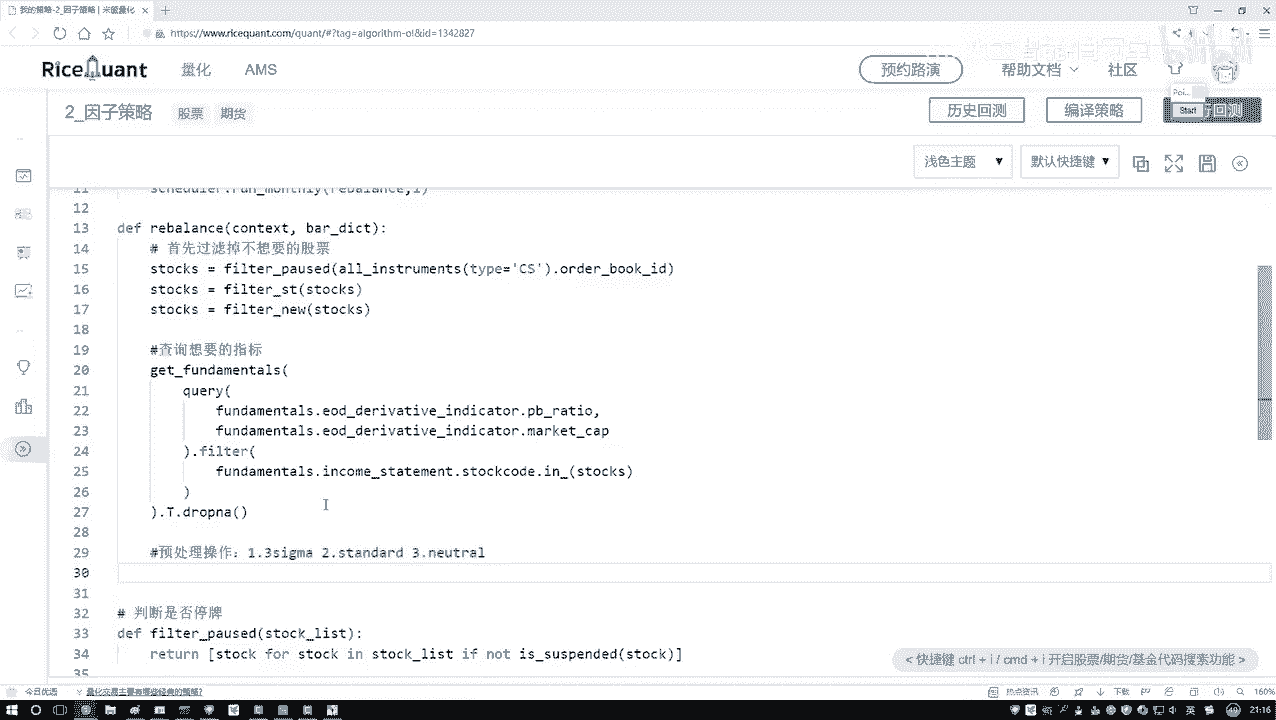 我的策略-2_因子策略 | 米筐量化
https://www.ricequant.com/quant/#?tag=algorithm-ol&id=1342827
RiceQuant 量化 AMS 预约路演 帮助文档 社区
2_因子策略 股票 期货 历史回测 编译策略
Start
浅色主题 ▼ 默认快捷键 ▼
11 scheduler.run_monthly(rebalance,1)
12
13 def rebalance(context, bar_dict):
14 # 首先过滤掉不想要的股票
15 stocks = filter_paused(all_instruments(type='CS').order_book_id)
16 stocks = filter_st(stocks)
17 stocks = filter_new(stocks)
18
19 #查询想要的指标
20 get_fundamentals(
21 query(
22 fundamentals.eod_derivative_indicator.pb_ratio,
23 fundamentals.eod_derivative_indicator.market_cap
24 ).filter(
25 fundamentals.income_statement.stockcode.in_(stocks)
26 )
27 ).T.dropna()
28
29 #预处理操作：1.3sigma 2.standard 3.neutral
30
31
32 # 判断是否停牌
33 def filter_paused(stock_list):
34 return [stock for stock in stock_list if not is_suspended(stock)]
< 快捷键 ctrl + i / cmd + i 开启股票/期货/基金代码搜索功能 >
今日优选 量化交易主要有哪些经典的策略? 热点资讯 下载 160%
英 21:16